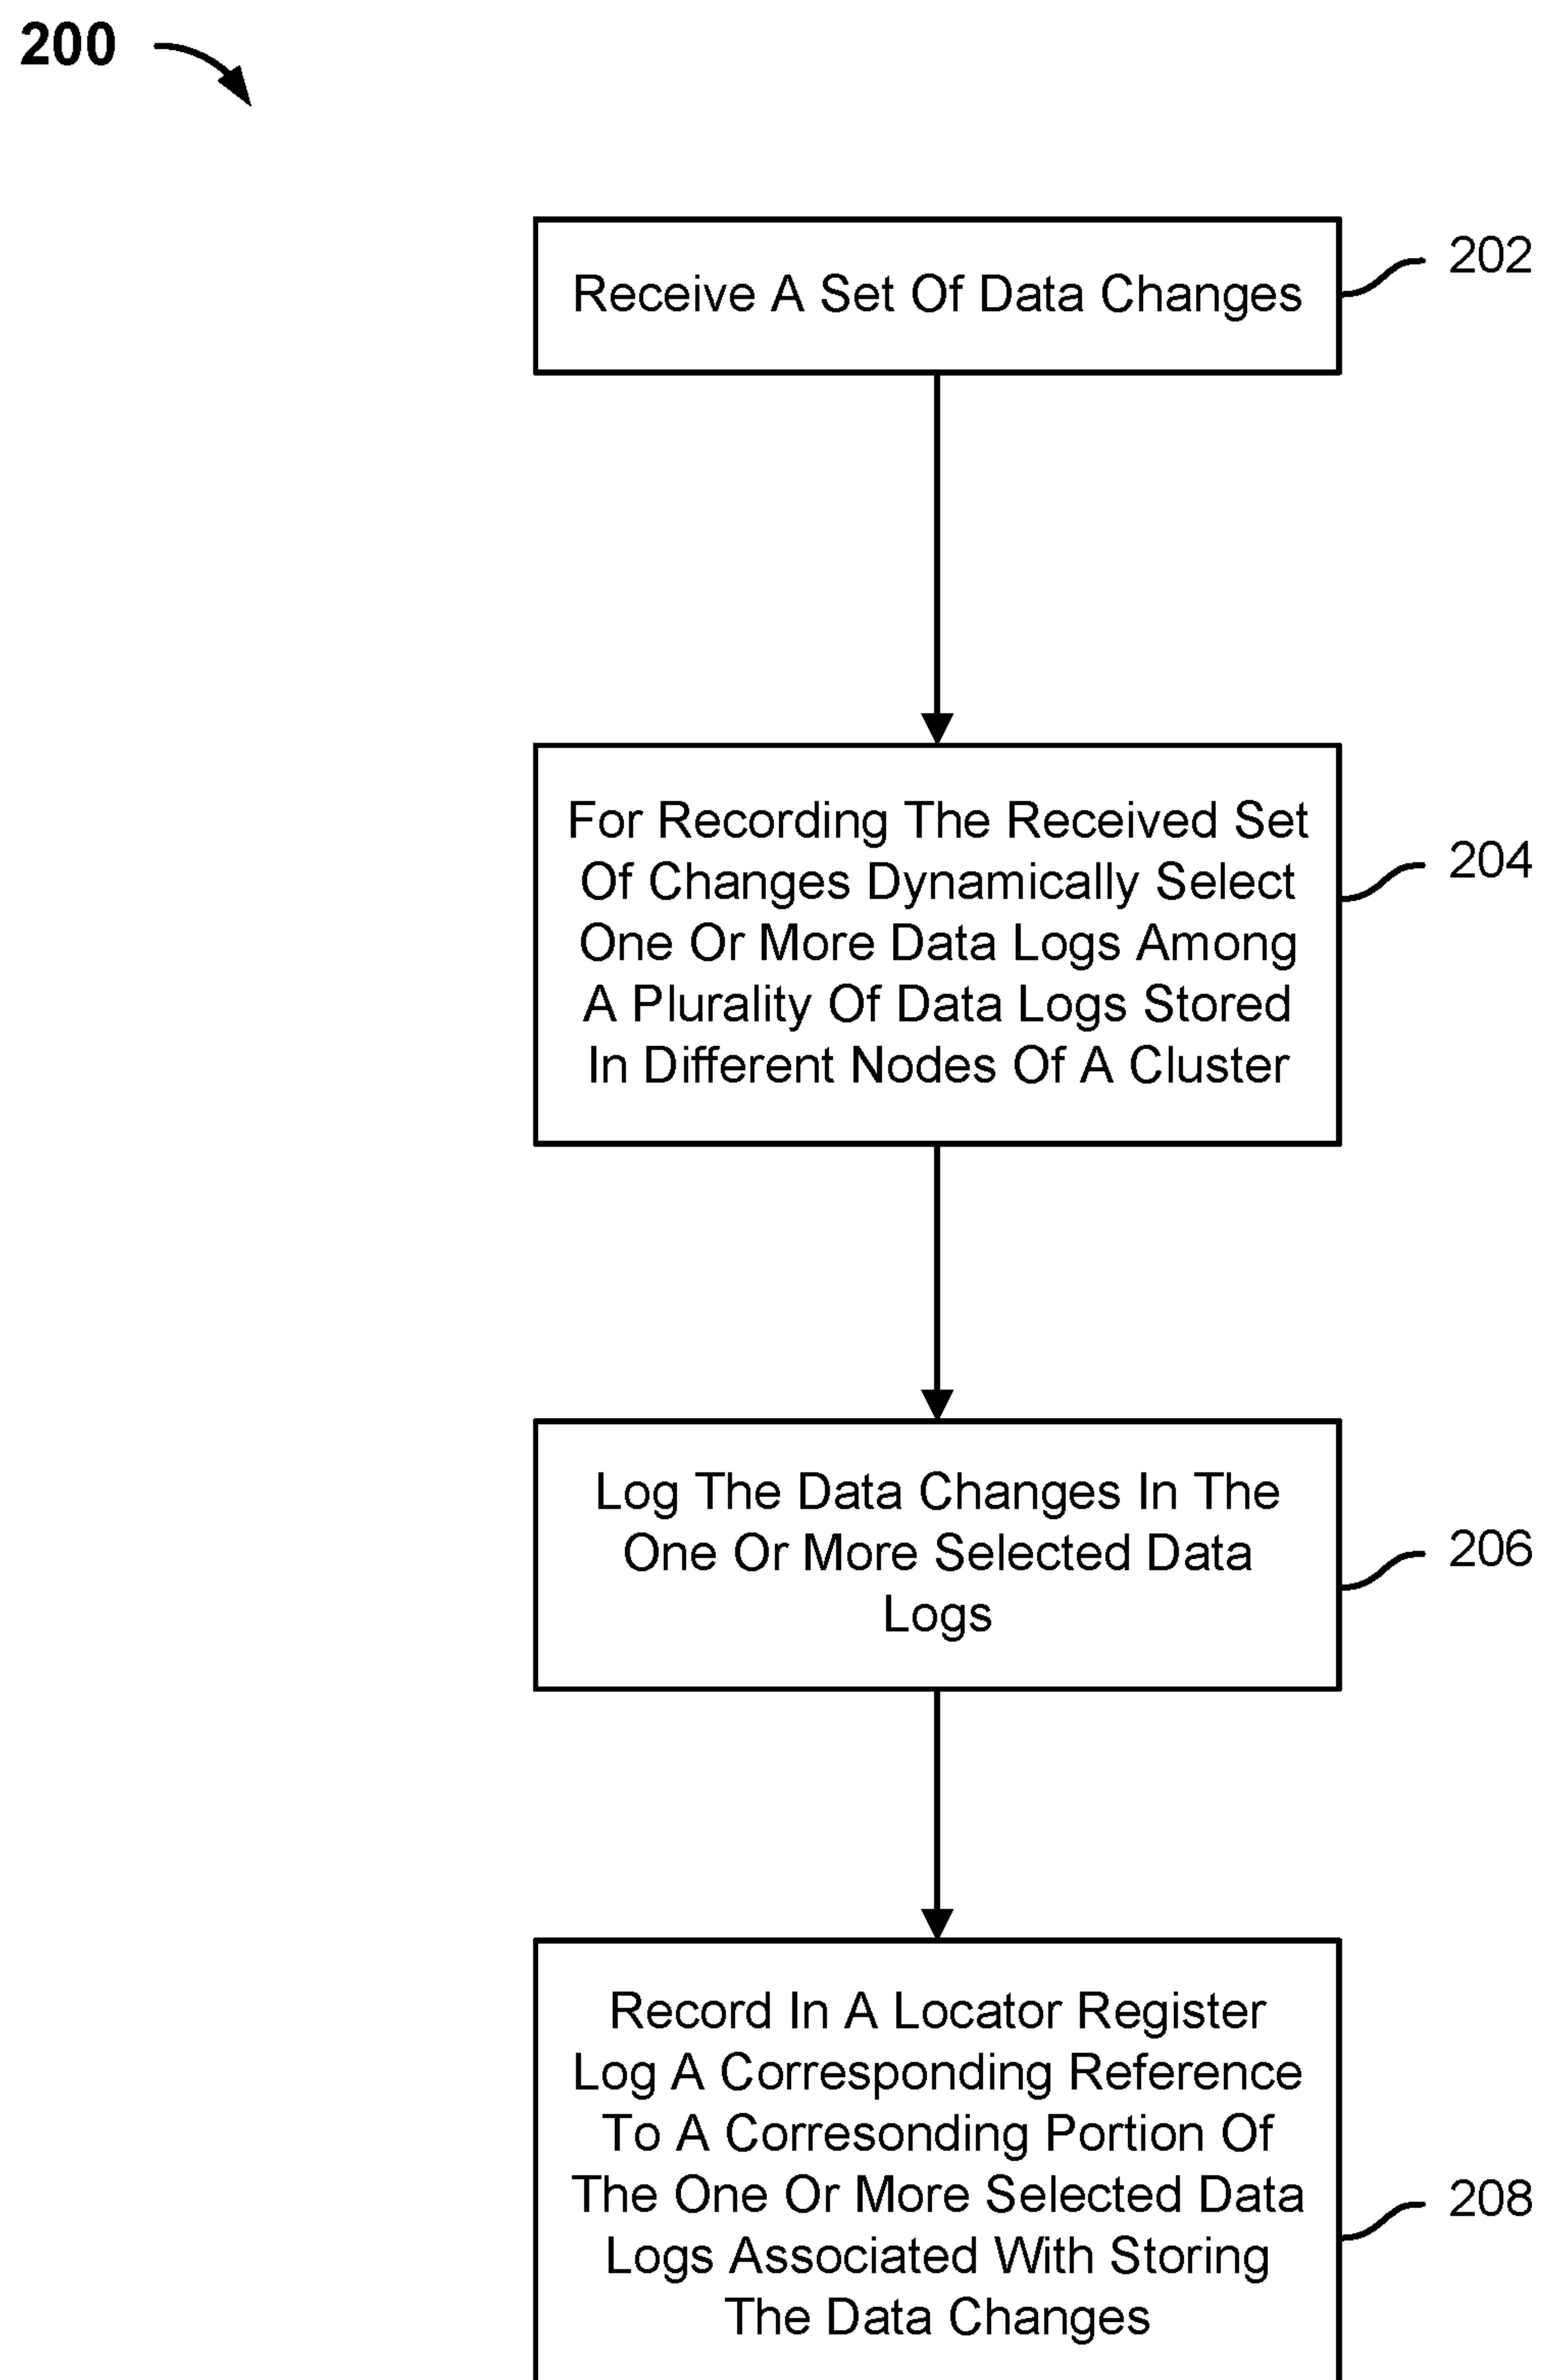 200
Receive A Set Of Data Changes
202
For Recording The Received Set
Of Changes Dynamically Select
One Or More Data Logs Among
A Plurality Of Data Logs Stored
In Different Nodes Of A Cluster
204
Log The Data Changes In The
One Or More Selected Data
Logs
206
Record In A Locator Register
Log A Corresponding Reference
To A Corresonding Portion Of
The One Or More Selected Data
Logs Associated With Storing
The Data Changes
208